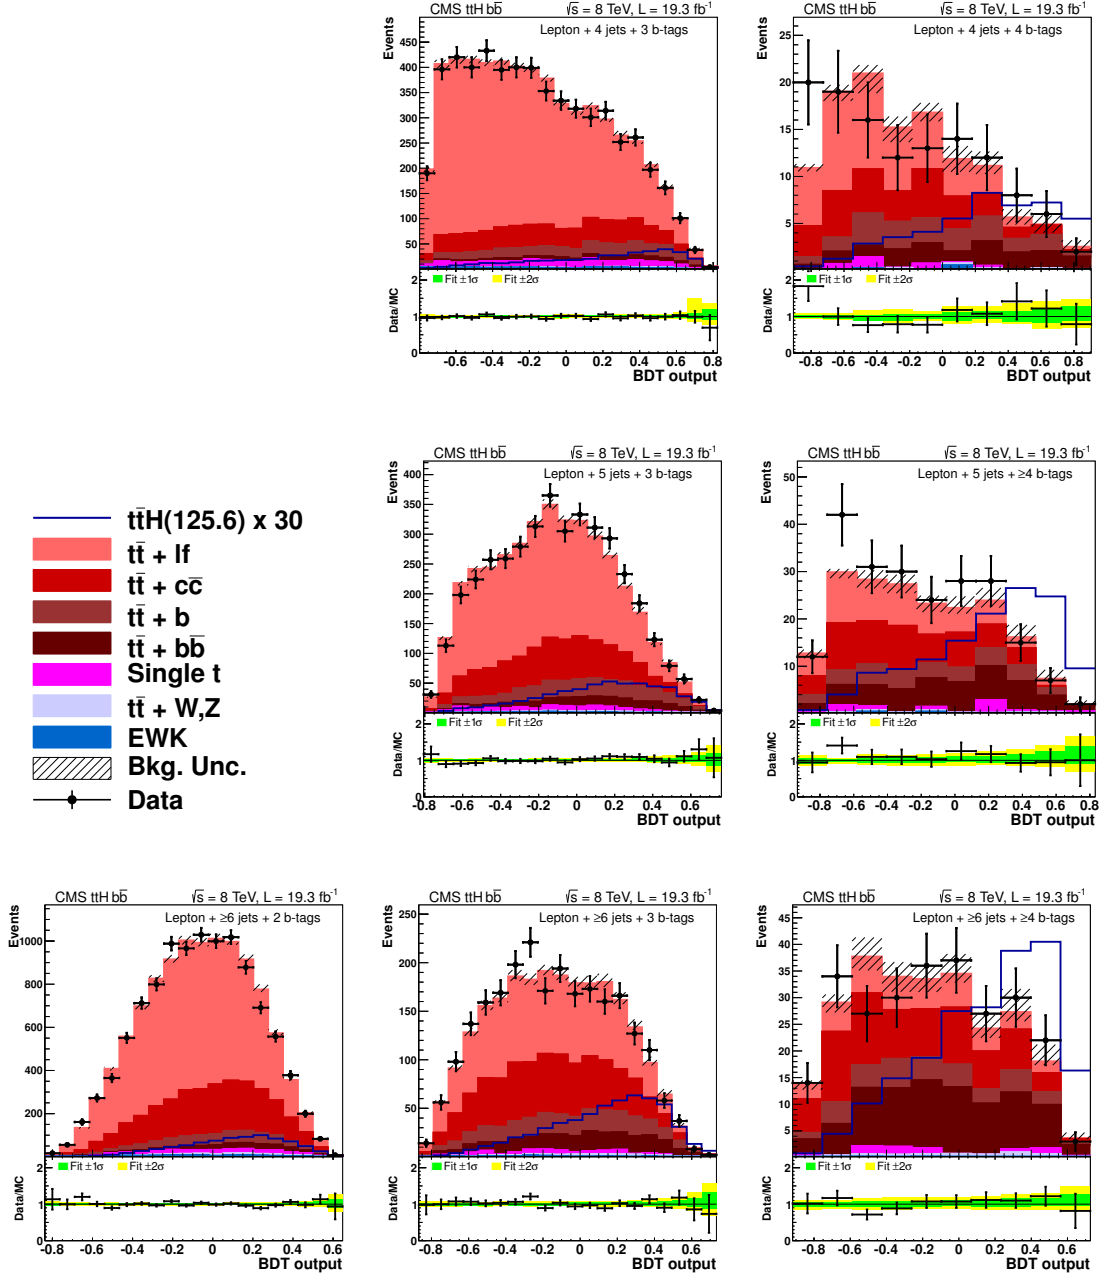 CMS ttH bb̅
√s = 8 TeV, L = 19.3 fb⁻¹
Lepton + 4 jets + 3 b-tags
Events
450
400
350
300
250
200
150
100
50
Fit ±1σ
Fit ±2σ
Data/MC
2
1
0
-0.6 -0.4 -0.2 0 0.2 0.4 0.6 0.8
BDT output
CMS ttH bb̅
√s = 8 TeV, L = 19.3 fb⁻¹
Lepton + 4 jets + 4 b-tags
Events
25
20
15
10
5
Fit ±1σ
Fit ±2σ
Data/MC
2
1
0
-0.8 -0.6 -0.4 -0.2 0 0.2 0.4 0.6 0.8
BDT output
tt̅H(125.6) x 30
tt̅ + lf
tt̅ + cc̅
tt̅ + b
tt̅ + bb̅
Single t
tt̅ + W,Z
EWK
Bkg. Unc.
Data
CMS ttH bb̅
√s = 8 TeV, L = 19.3 fb⁻¹
Lepton + 5 jets + 3 b-tags
Events
400
350
300
250
200
150
100
50
Fit ±1σ
Fit ±2σ
Data/MC
2
1
0
-0.8 -0.6 -0.4 -0.2 0 0.2 0.4 0.6
BDT output
CMS ttH bb̅
√s = 8 TeV, L = 19.3 fb⁻¹
Lepton + 5 jets + ≥4 b-tags
Events
50
40
30
20
10
Fit ±1σ
Fit ±2σ
Data/MC
2
1
0
-0.8 -0.6 -0.4 -0.2 0 0.2 0.4 0.6 0.8
BDT output
CMS ttH bb̅
√s = 8 TeV, L = 19.3 fb⁻¹
Lepton + ≥6 jets + 2 b-tags
Events
1000
800
600
400
200
Fit ±1σ
Fit ±2σ
Data/MC
2
1
0
-0.8 -0.6 -0.4 -0.2 0 0.2 0.4 0.6
BDT output
CMS ttH bb̅
√s = 8 TeV, L = 19.3 fb⁻¹
Lepton + ≥6 jets + 3 b-tags
Events
250
200
150
100
50
Fit ±1σ
Fit ±2σ
Data/MC
2
1
0
-0.8 -0.6 -0.4 -0.2 0 0.2 0.4 0.6
BDT output
CMS ttH bb̅
√s = 8 TeV, L = 19.3 fb⁻¹
Lepton + ≥6 jets + ≥4 b-tags
Events
45
40
35
30
25
20
15
10
5
Fit ±1σ
Fit ±2σ
Data/MC
2
1
0
-0.8 -0.6 -0.4 -0.2 0 0.2 0.4 0.6
BDT output